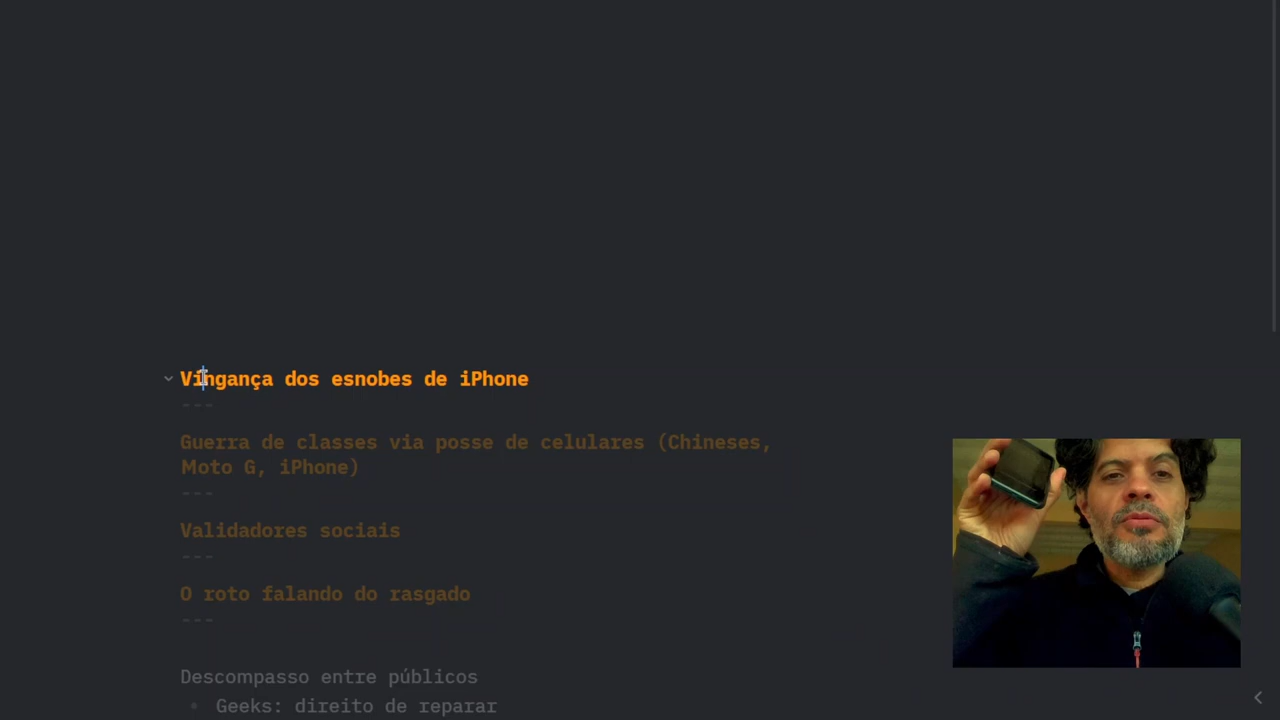 Vingança dos esnobes de iPhone
---
Guerra de classes via posse de celulares (Chineses,
Moto G, iPhone)
---
Validadores sociais
---
O roto falando do rasgado
---
Descompasso entre públicos
• Geeks: direito de reparar